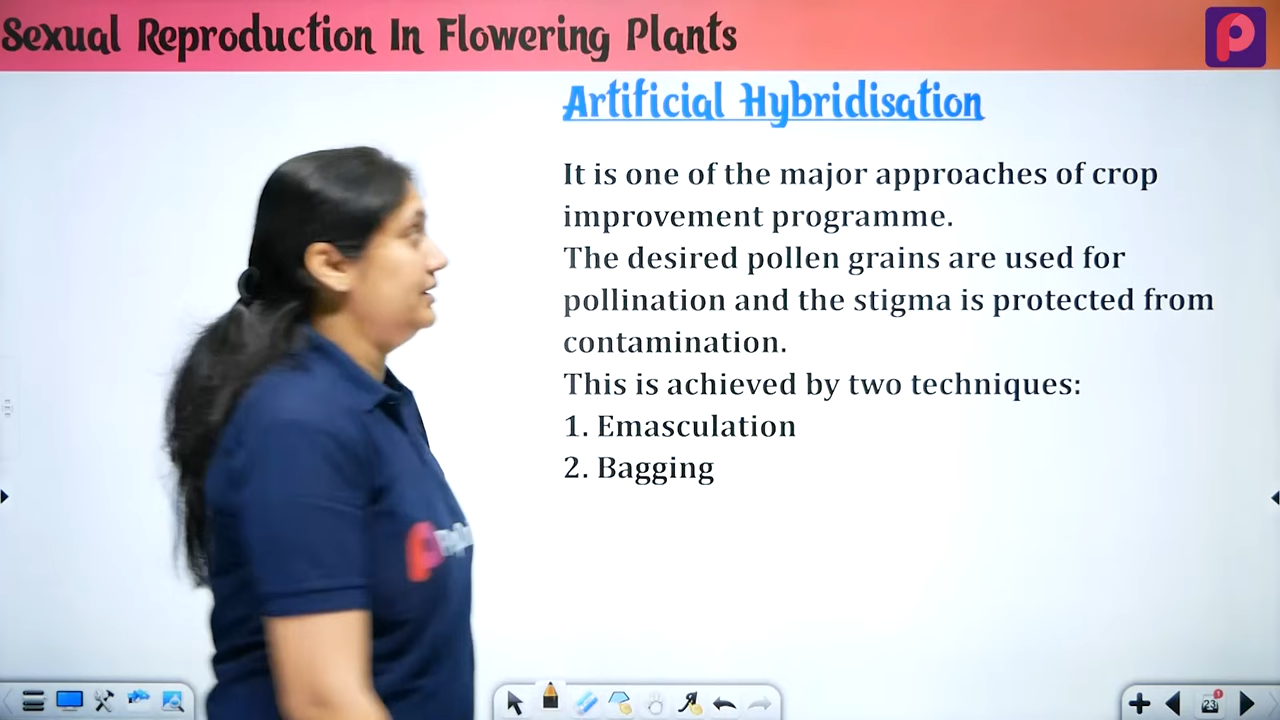 Sexual Reproduction In Flowering Plants
Artificial Hybridisation
It is one of the major approaches of crop
improvement programme.
The desired pollen grains are used for
pollination and the stigma is protected from
contamination.
This is achieved by two techniques:
1. Emasculation
2. Bagging
23